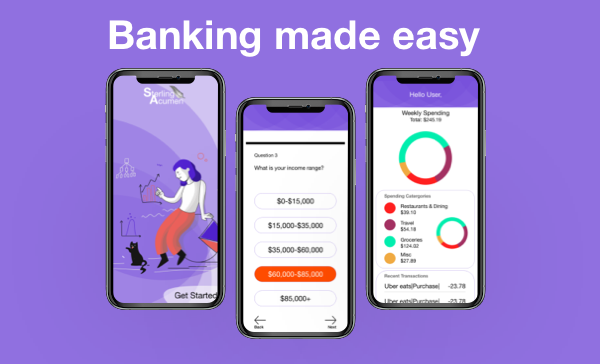 Banking made easy
Sterling &
Acumen
Get Started
Question 3
What is your income range?
$0-$15,000
$15,000-$35,000
$35,000-$60,000
$60,000-$85,000
$85,000+
Back
Next
Hello User,
Weekly Spending
Total: $245.19
Spending Catergories
Restaurants & Dining
$39.10
Travel
$54.18
Groceries
$124.02
Misc
$27.89
Recent Transactions
Uber eats|Purchase| -23.78
Uber eats|Purchase| -23.78